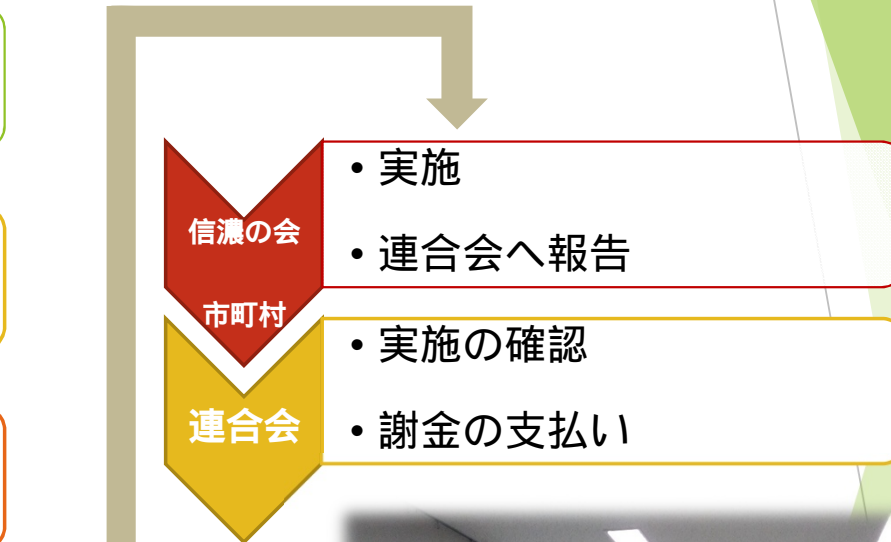 信濃の会
市町村
• 実施
• 連合会へ報告
連合会
• 実施の確認
• 謝金の支払い